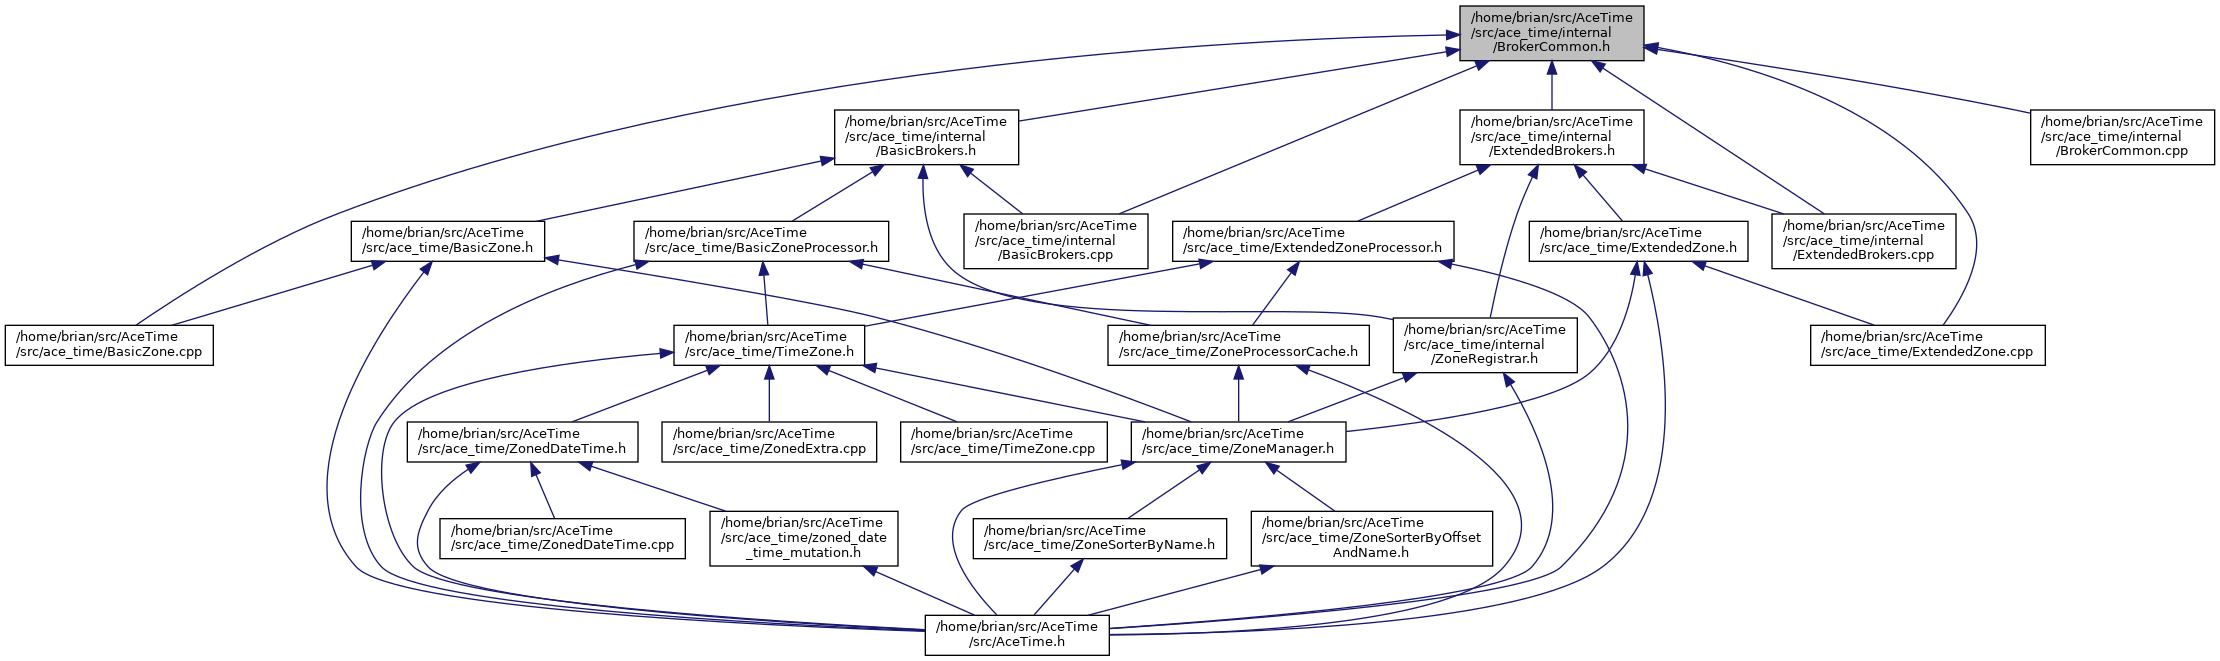 /home/brian/src/AceTime
/src/ace_time/internal
/BrokerCommon.h
/home/brian/src/AceTime
/src/ace_time/internal
/BasicBrokers.h
/home/brian/src/AceTime
/src/ace_time/internal
/ExtendedBrokers.h
/home/brian/src/AceTime
/src/ace_time/internal
/BrokerCommon.cpp
/home/brian/src/AceTime
/src/ace_time/BasicZone.h
/home/brian/src/AceTime
/src/ace_time/BasicZoneProcessor.h
/home/brian/src/AceTime
/src/ace_time/internal
/BasicBrokers.cpp
/home/brian/src/AceTime
/src/ace_time/ExtendedZoneProcessor.h
/home/brian/src/AceTime
/src/ace_time/ExtendedZone.h
/home/brian/src/AceTime
/src/ace_time/internal
/ExtendedBrokers.cpp
/home/brian/src/AceTime
/src/ace_time/BasicZone.cpp
/home/brian/src/AceTime
/src/ace_time/TimeZone.h
/home/brian/src/AceTime
/src/ace_time/ZoneProcessorCache.h
/home/brian/src/AceTime
/src/ace_time/internal
/ZoneRegistrar.h
/home/brian/src/AceTime
/src/ace_time/ExtendedZone.cpp
/home/brian/src/AceTime
/src/ace_time/ZonedDateTime.h
/home/brian/src/AceTime
/src/ace_time/ZonedExtra.cpp
/home/brian/src/AceTime
/src/ace_time/TimeZone.cpp
/home/brian/src/AceTime
/src/ace_time/ZoneManager.h
/home/brian/src/AceTime
/src/ace_time/ZonedDateTime.cpp
/home/brian/src/AceTime
/src/ace_time/zoned_date
_time_mutation.h
/home/brian/src/AceTime
/src/ace_time/ZoneSorterByName.h
/home/brian/src/AceTime
/src/ace_time/ZoneSorterByOffset
AndName.h
/home/brian/src/AceTime
/src/AceTime.h